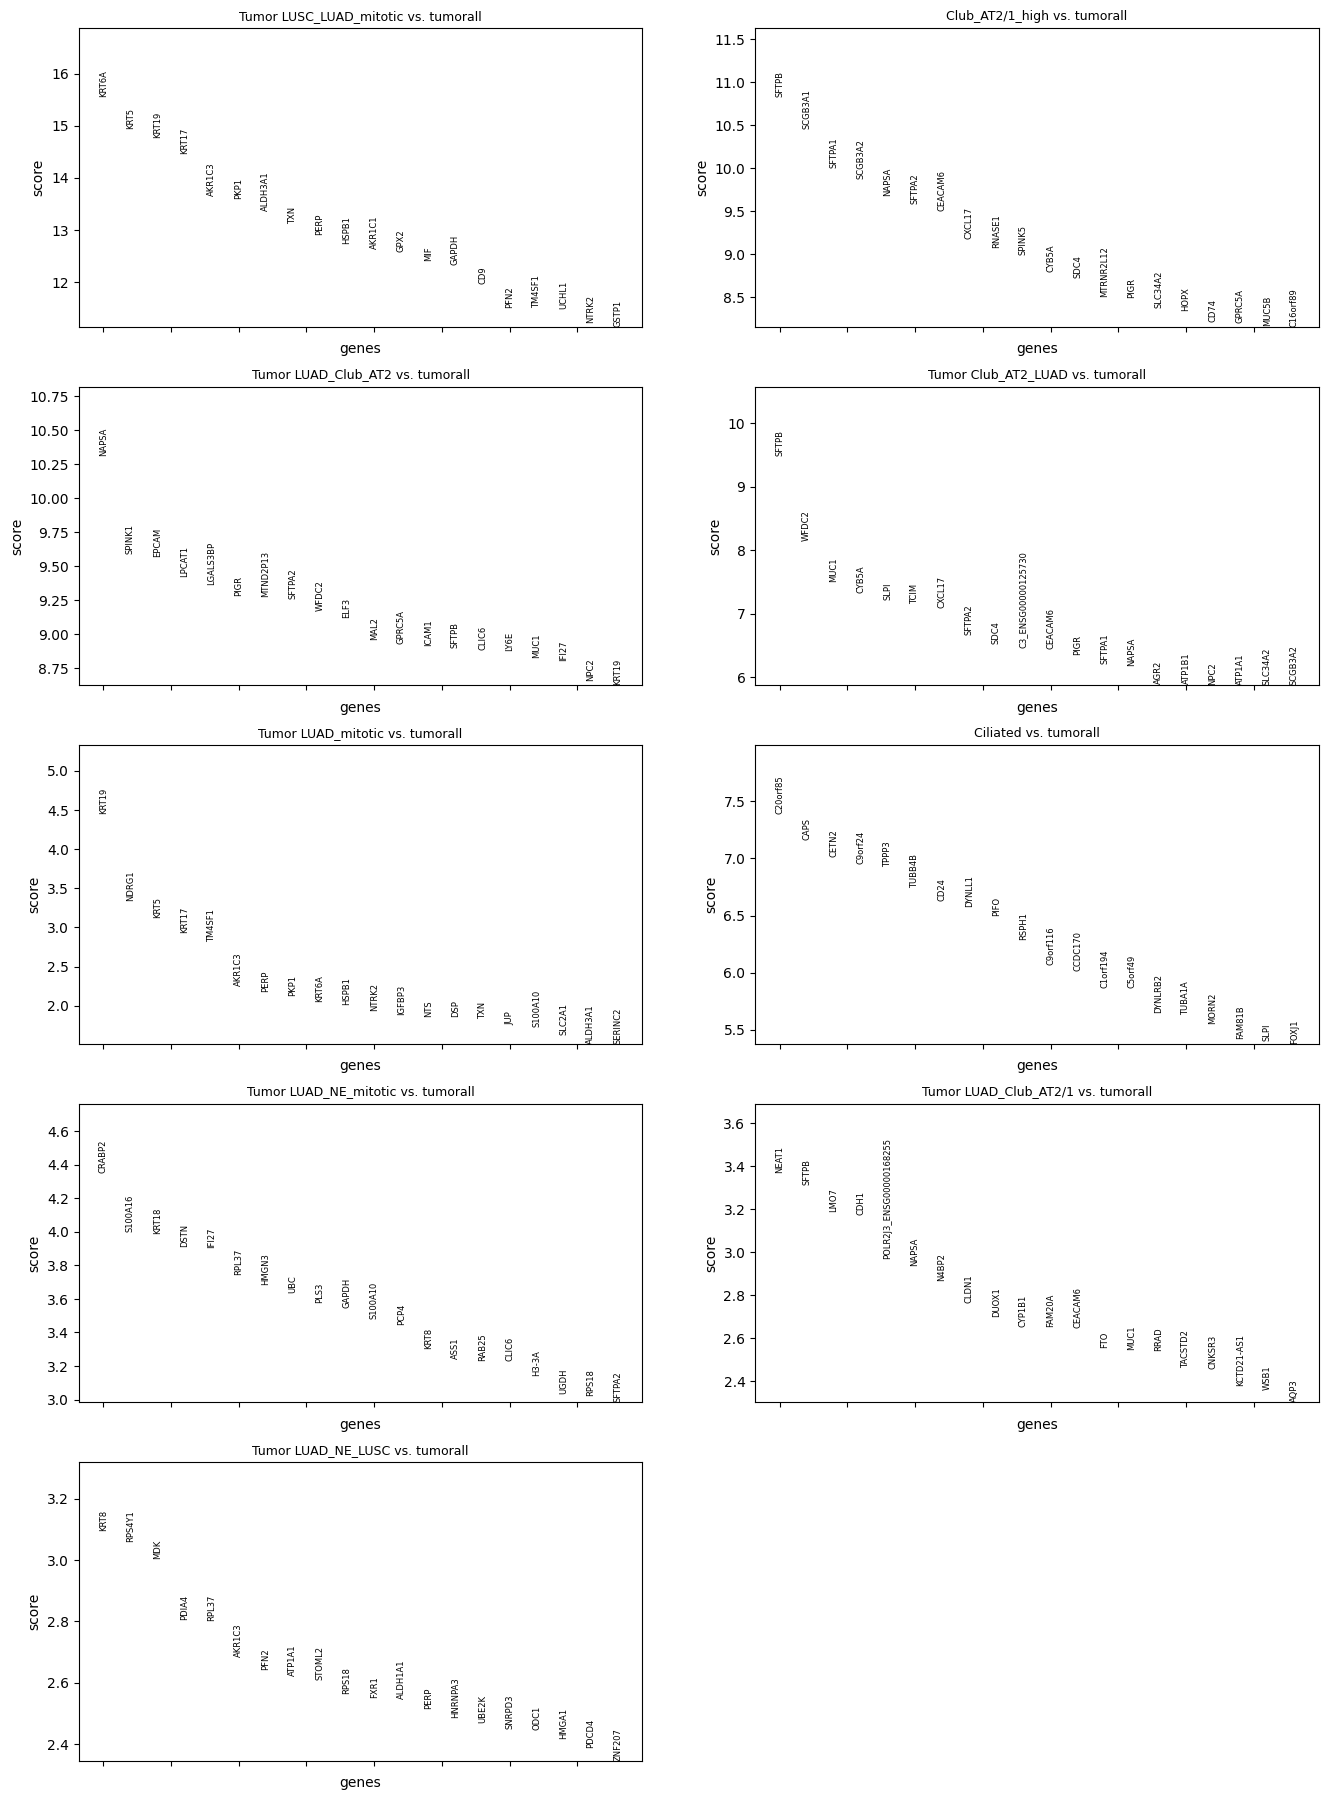 Tumor LUSC_LUAD_mitotic vs. tumorall
score
16
15
14
13
12
KRT6A
KRT5
KRT19
KRT17
AKR1C3
PKP1
ALDH3A1
TXN
PERP
HSPB1
AKR1C1
GPX2
MIF
GAPDH
CD9
PFN2
TM4SF1
UCHL1
NTRK2
GSTP1
genes
Club_AT2/1_high vs. tumorall
score
11.5
11.0
10.5
10.0
9.5
9.0
8.5
SFTPB
SCGB3A1
SFTPA1
SCGB3A2
NAPSA
SFTPA2
CEACAM6
CXCL17
RNASE1
SPINK5
CYB5A
SDC4
MTRNR2L12
PIGR
SLC34A2
HOPX
CD74
GPRC5A
MUC5B
C16orf89
genes
Tumor LUAD_Club_AT2 vs. tumorall
score
10.75
10.50
10.25
10.00
9.75
9.50
9.25
9.00
8.75
NAPSA
SPINK1
EPCAM
LPCAT1
LGALS3BP
PIGR
MTND2P13
SFTPA2
WFDC2
ELF3
MAL2
GPRC5A
ICAM1
SFTPB
CLIC6
LY6E
MUC1
IFI27
NPC2
KRT19
genes
Tumor Club_AT2_LUAD vs. tumorall
score
10
9
8
7
6
SFTPB
WFDC2
MUC1
CYB5A
SLPI
TCIM
CXCL17
SFTPA2
SDC4
C3_ENSG00000125730
CEACAM6
PIGR
SFTPA1
NAPSA
AGR2
ATP1B1
NPC2
ATP1A1
SLC34A2
SCGB3A2
genes
Tumor LUAD_mitotic vs. tumorall
score
5.0
4.5
4.0
3.5
3.0
2.5
2.0
KRT19
NDRG1
KRT5
KRT17
TM4SF1
AKR1C3
PERP
PKP1
KRT6A
HSPB1
NTRK2
IGFBP3
NTS
DSP
TXN
JUP
S100A10
SLC2A1
ALDH3A1
SERINC2
genes
Ciliated vs. tumorall
score
7.5
7.0
6.5
6.0
5.5
C20orf85
CAPS
CETN2
C9orf24
TPPP3
TUBB4B
CD24
DYNLL1
PIFO
RSPH1
C9orf116
CCDC170
C1orf194
C5orf49
DYNLRB2
TUBA1A
MORN2
FAM81B
SLPI
FOXJ1
genes
Tumor LUAD_NE_mitotic vs. tumorall
score
4.6
4.4
4.2
4.0
3.8
3.6
3.4
3.2
3.0
CRABP2
S100A16
KRT18
DSTN
IFI27
RPL37
HMGN3
UBC
PLS3
GAPDH
S100A10
PCP4
KRT8
ASS1
RAB25
CLIC6
H3-3A
UGDH
RPS18
SFTPA2
genes
Tumor LUAD_Club_AT2/1 vs. tumorall
score
3.6
3.4
3.2
3.0
2.8
2.6
2.4
NEAT1
SFTPB
LMO7
CDH1
POLR2J3_ENSG00000168255
NAPSA
N4BP2
CLDN1
DUOX1
CYP1B1
FAM20A
CEACAM6
FTO
MUC1
RRAD
TACSTD2
CNKSR3
KCTD21-AS1
WSB1
AQP3
genes
Tumor LUAD_NE_LUSC vs. tumorall
score
3.2
3.0
2.8
2.6
2.4
KRT8
RPS4Y1
MDK
PDIA4
RPL37
AKR1C3
PFN2
ATP1A1
STOML2
RPS18
FXR1
ALDH1A1
PERP
HNRNPA3
UBE2K
SNRPD3
ODC1
HMGA1
PDCD4
ZNF207
genes